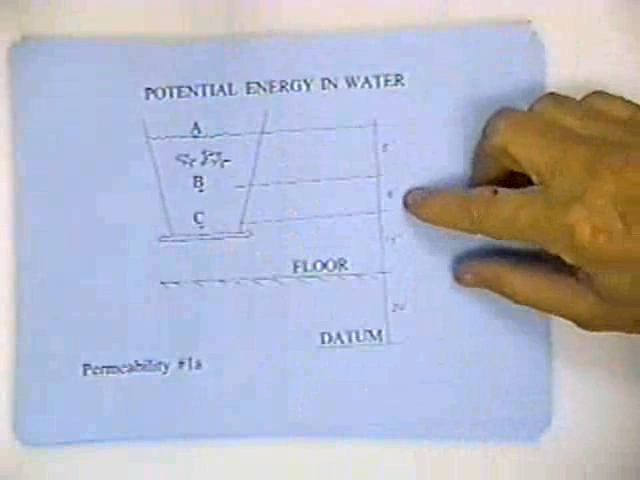 POTENTIAL ENERGY IN WATER
A
B
C
FLOOR
DATUM
Permeability #1a